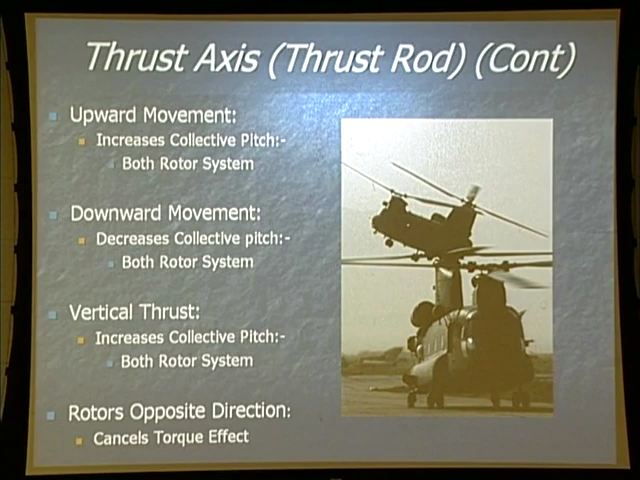 Thrust Axis (Thrust Rod) (Cont)
Upward Movement:
Increases Collective Pitch:-
Both Rotor System
Downward Movement:
Decreases Collective pitch:-
Both Rotor System
Vertical Thrust:
Increases Collective Pitch:-
Both Rotor System
Rotors Opposite Direction:
Cancels Torque Effect